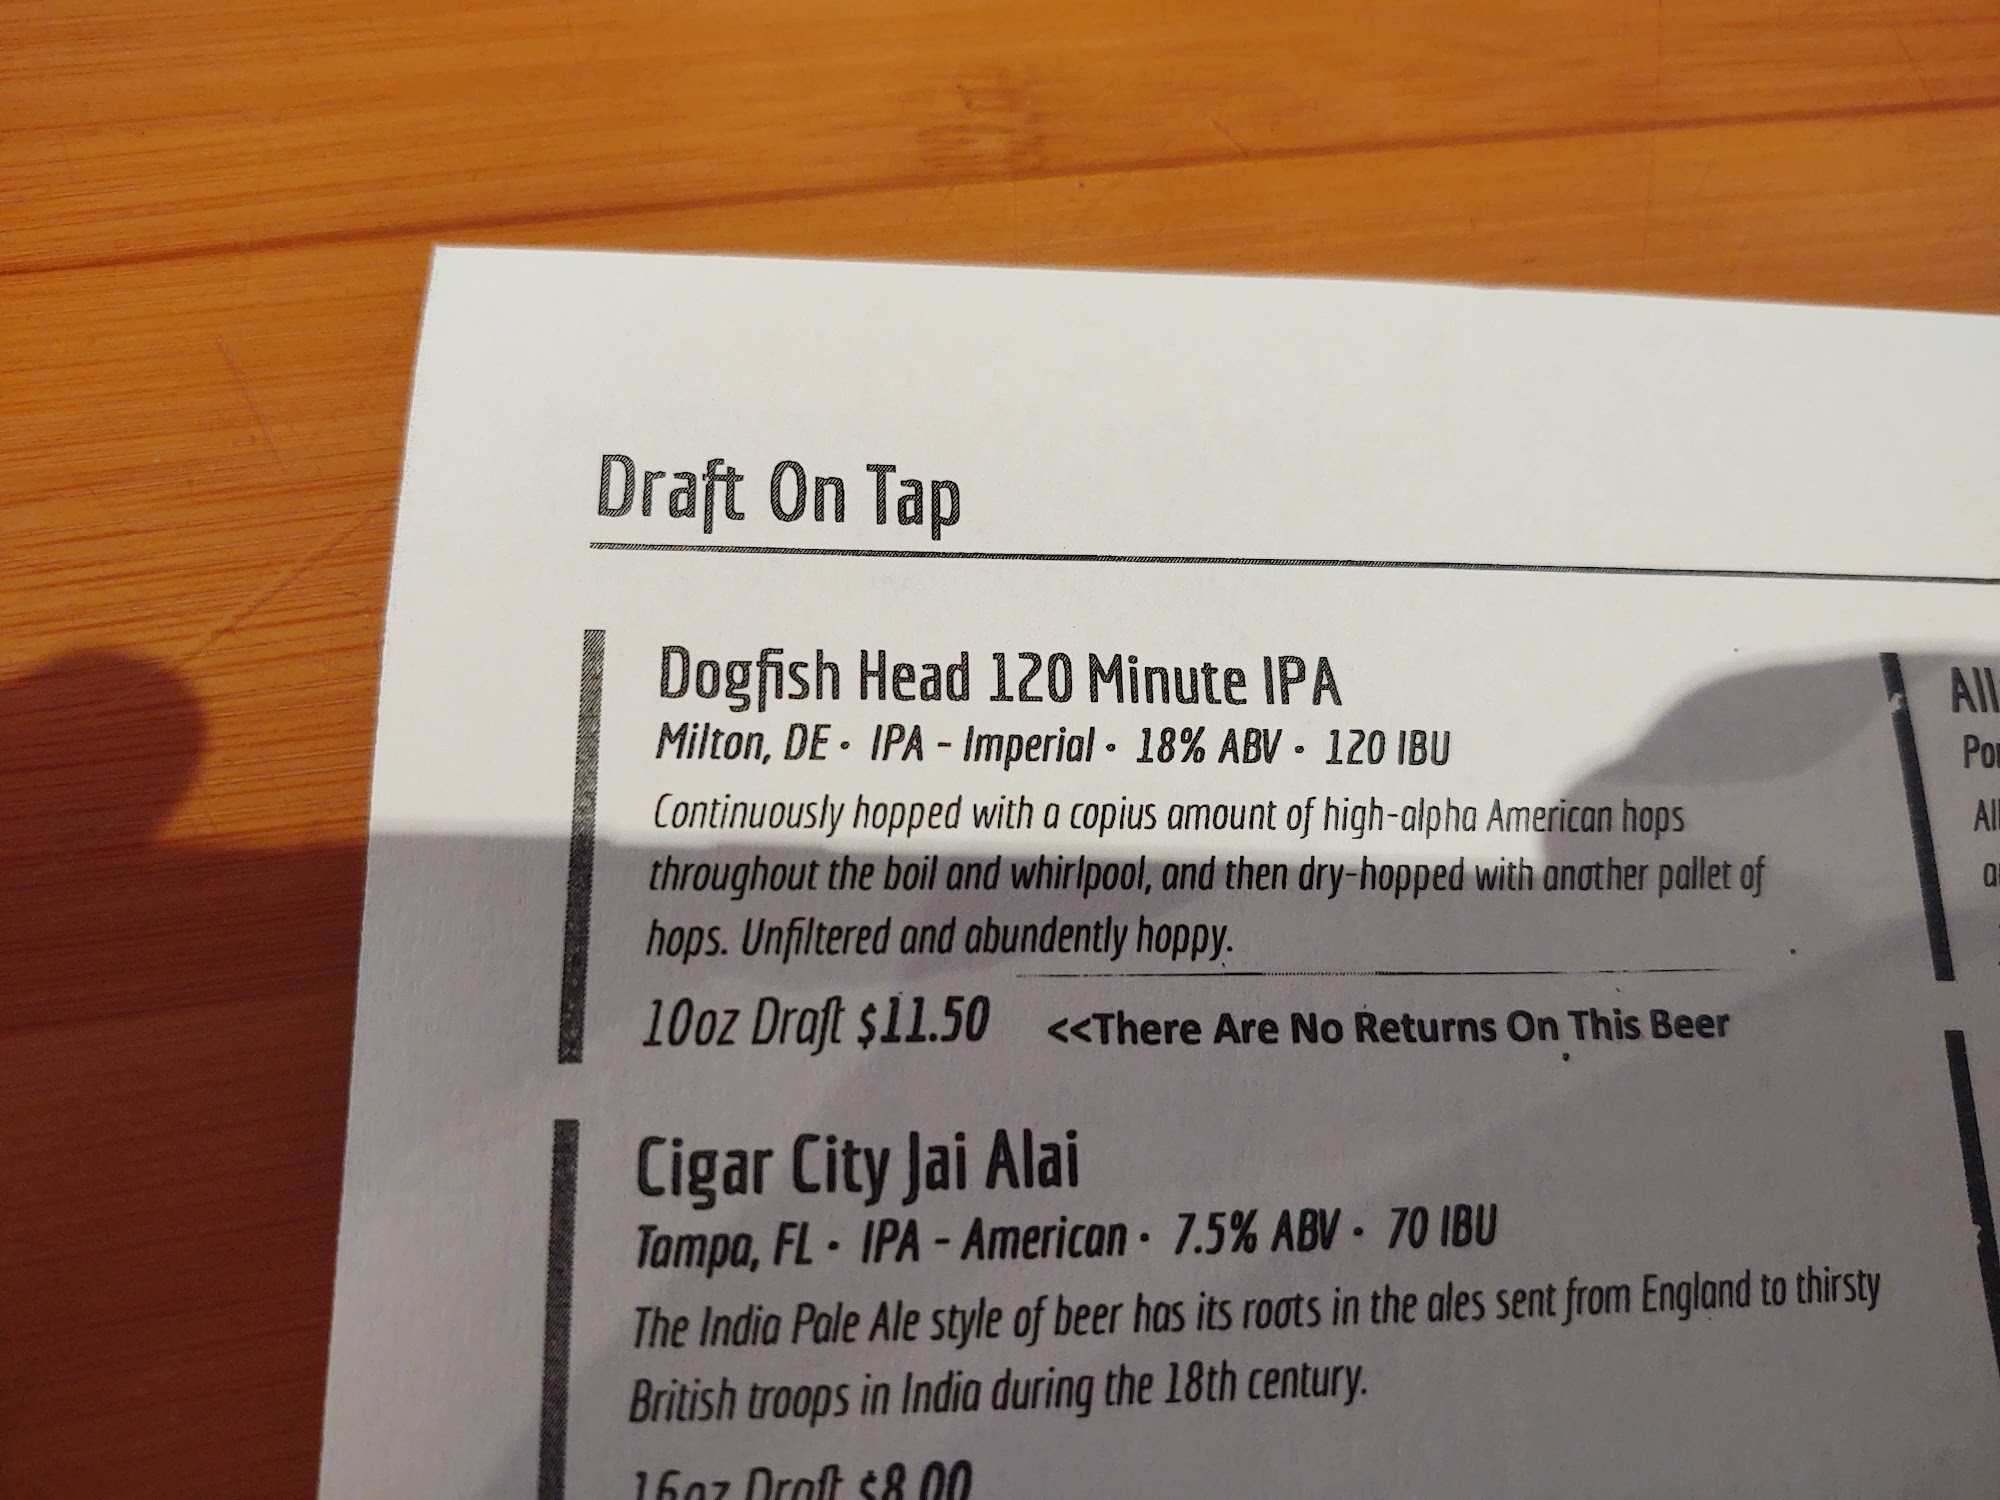 Draft On Tap
Dogfish Head 120 Minute IPA
Milton, DE • IPA - Imperial • 18% ABV • 120 IBU
Continuously hopped with a copius amount of high-alpha American hops
throughout the boil and whirlpool, and then dry-hopped with another pallet of
hops. Unfiltered and abundently hoppy.
10oz Draft $11.50 <<There Are No Returns On This Beer
Cigar City Jai Alai
Tampa, FL • IPA - American • 7.5% ABV • 70 IBU
The India Pale Ale style of beer has its roots in the ales sent from England to thirsty
British troops in India during the 18th century.
16oz Draft $8.00